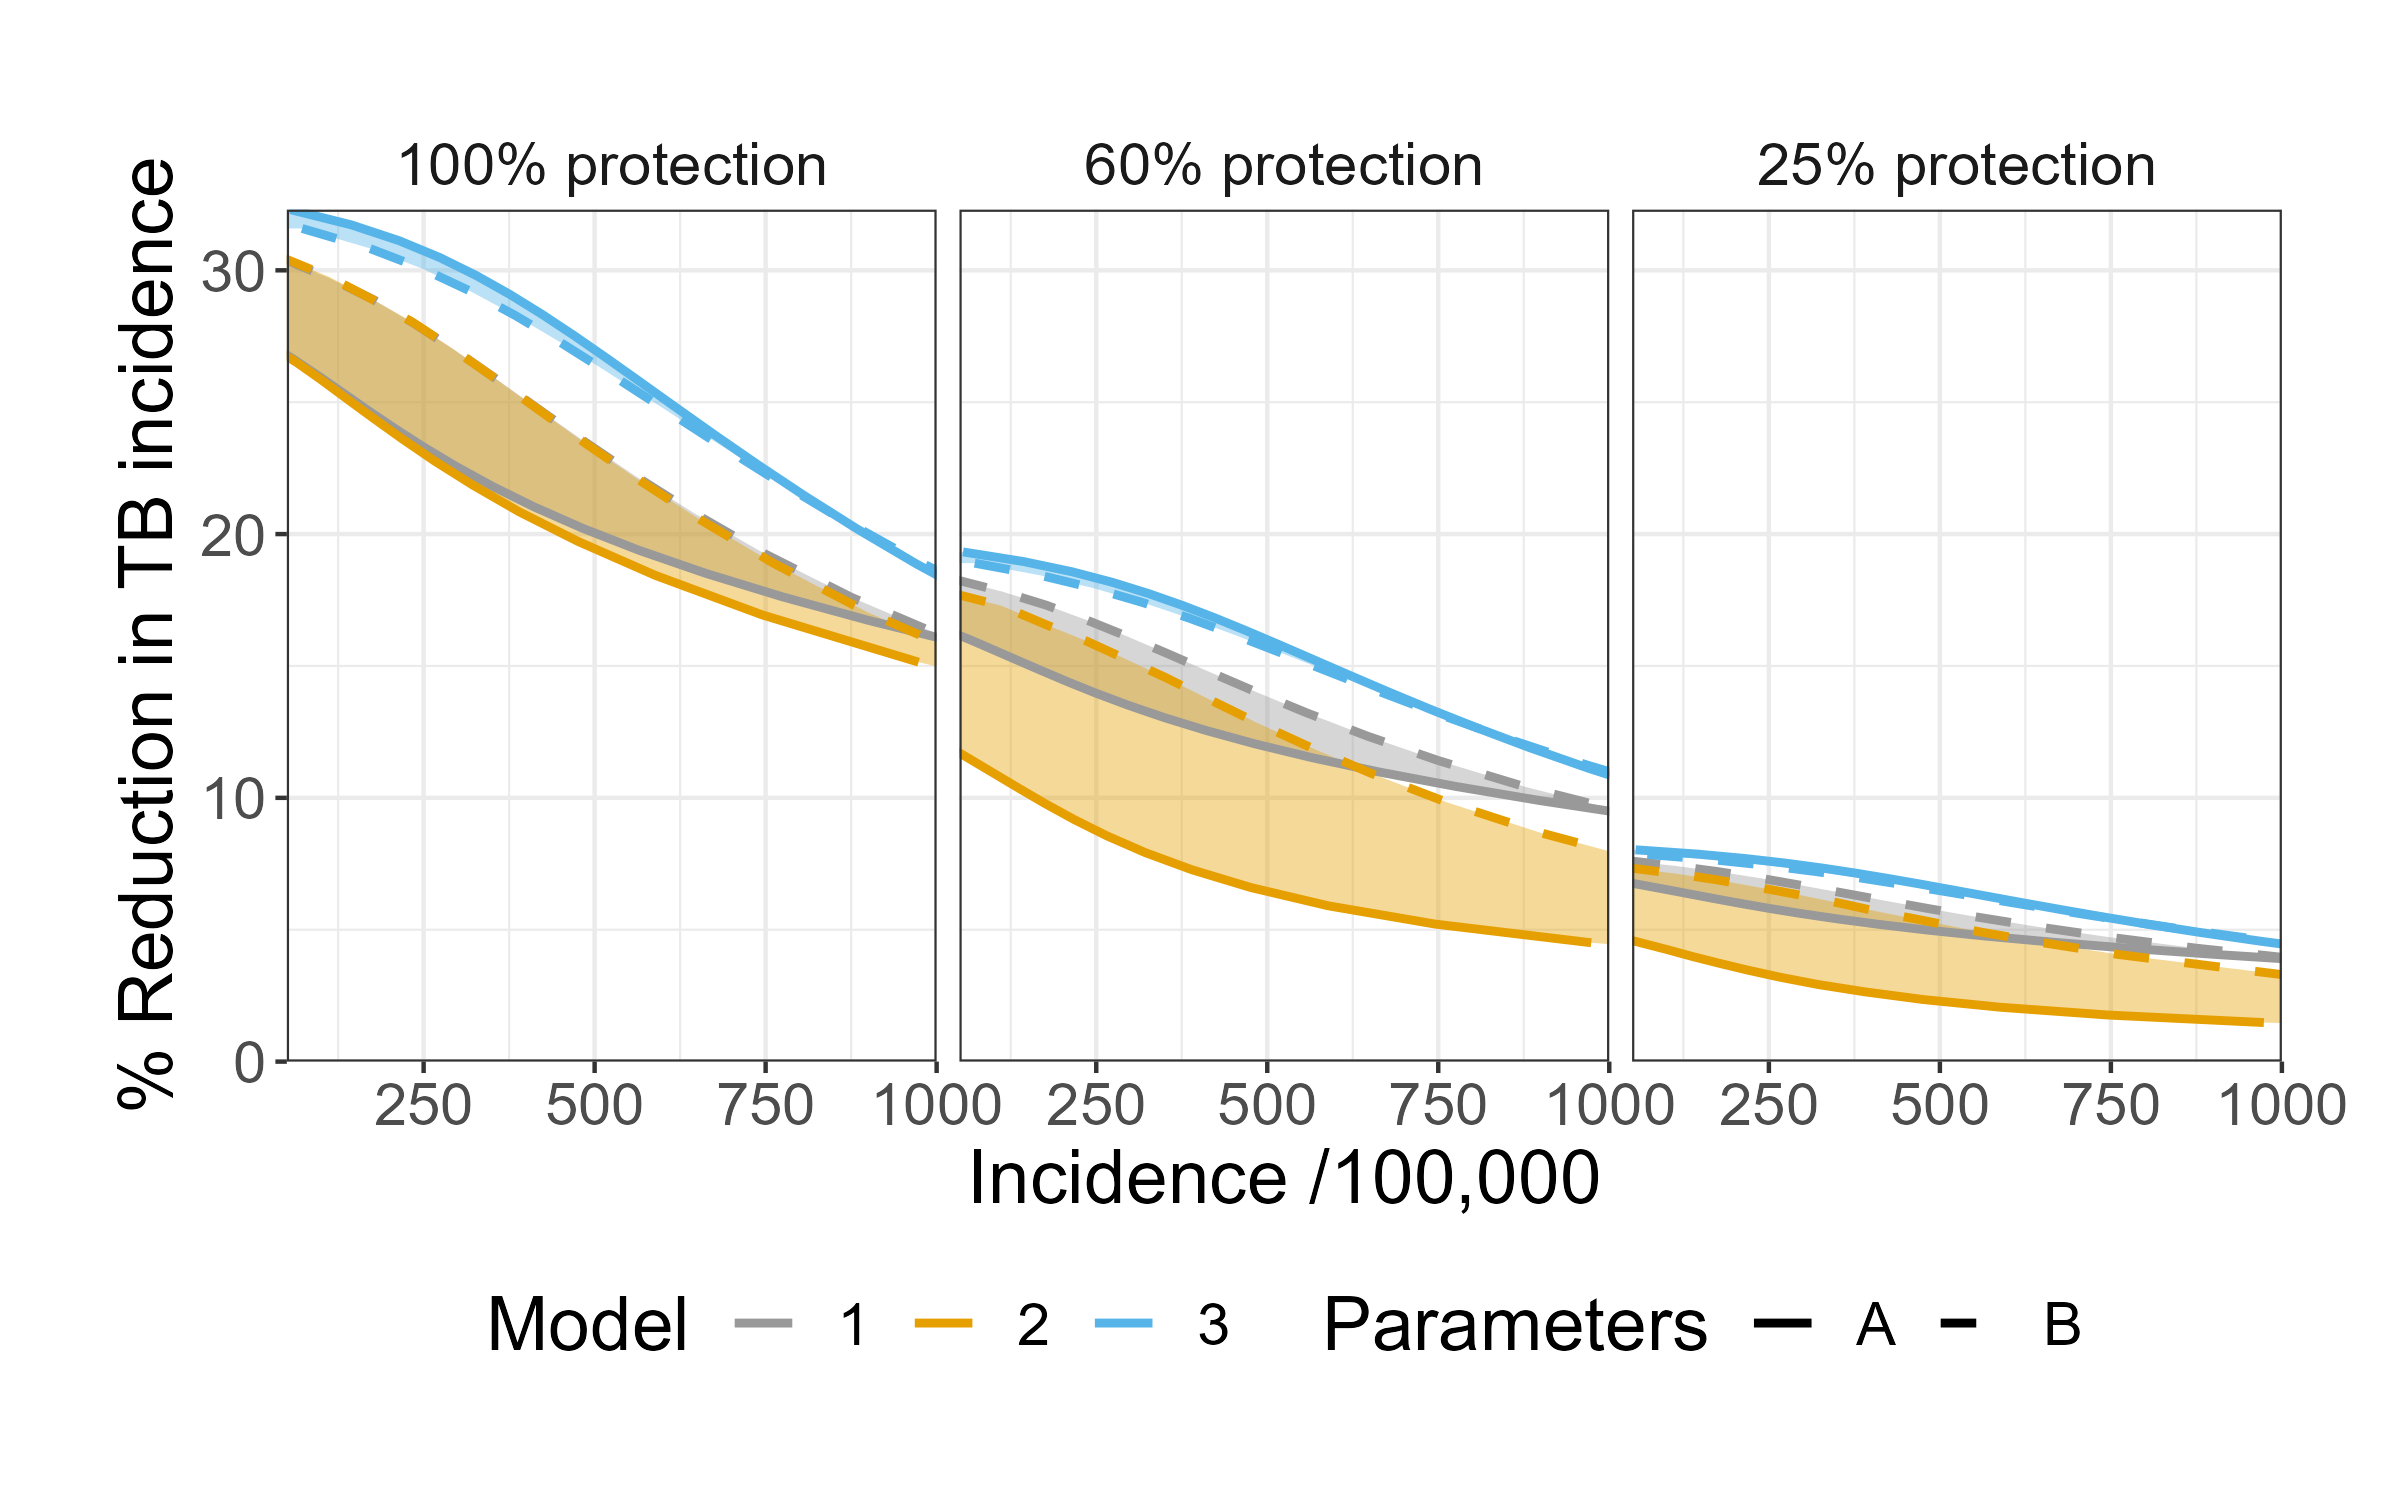 100% protection 60% protection 25% protection
% Reduction in TB incidence
30
20
10
0
250 500 750 1000 250 500 750 1000 250 500 750 1000
Incidence /100,000
Model 1 2 3 Parameters A B